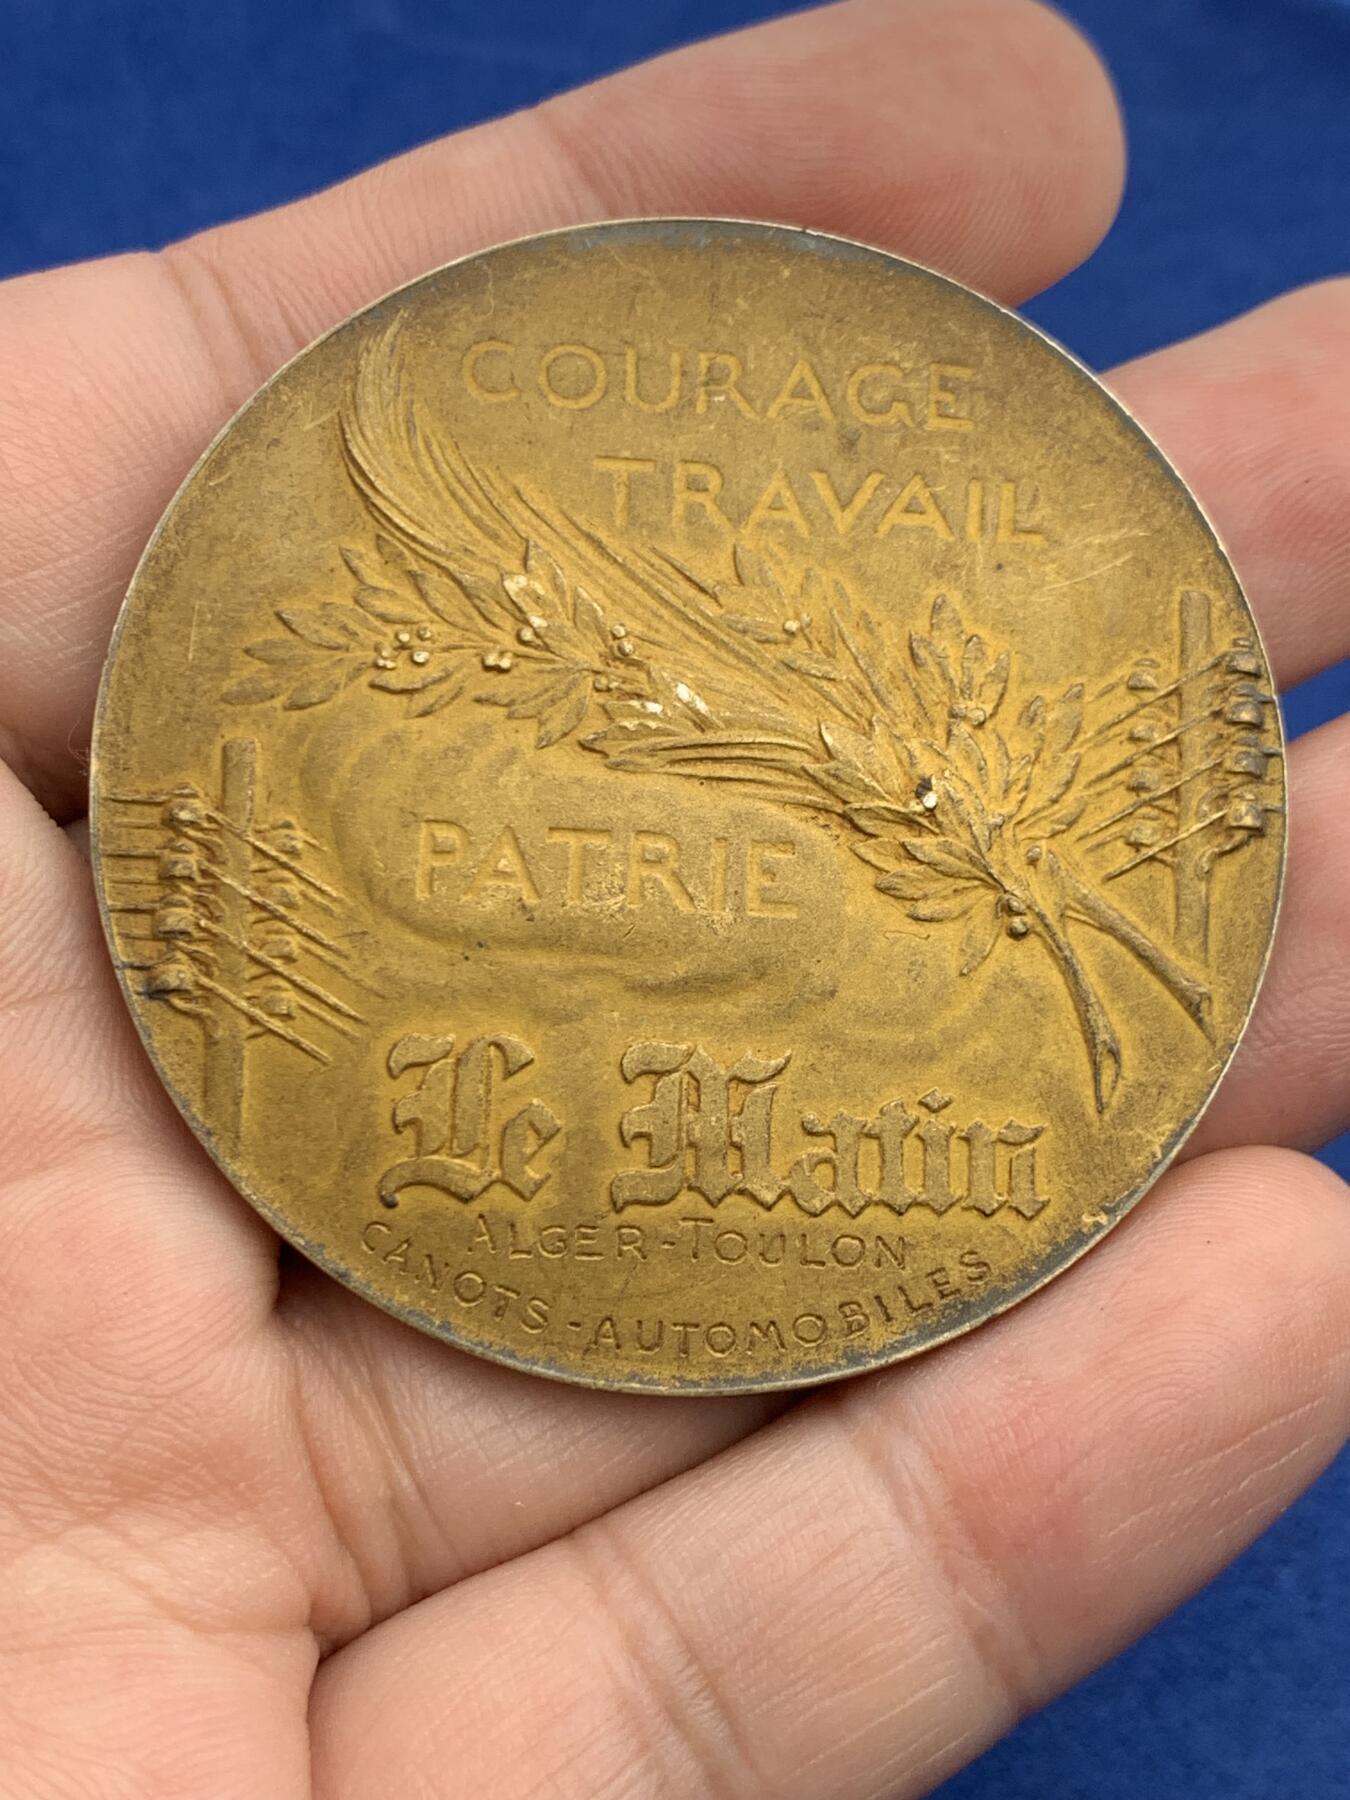 COURAGE
TRAVAIL
PATRIE
Le Matin
ALGER-TOULON
CANOTS-AUTOMOBILES